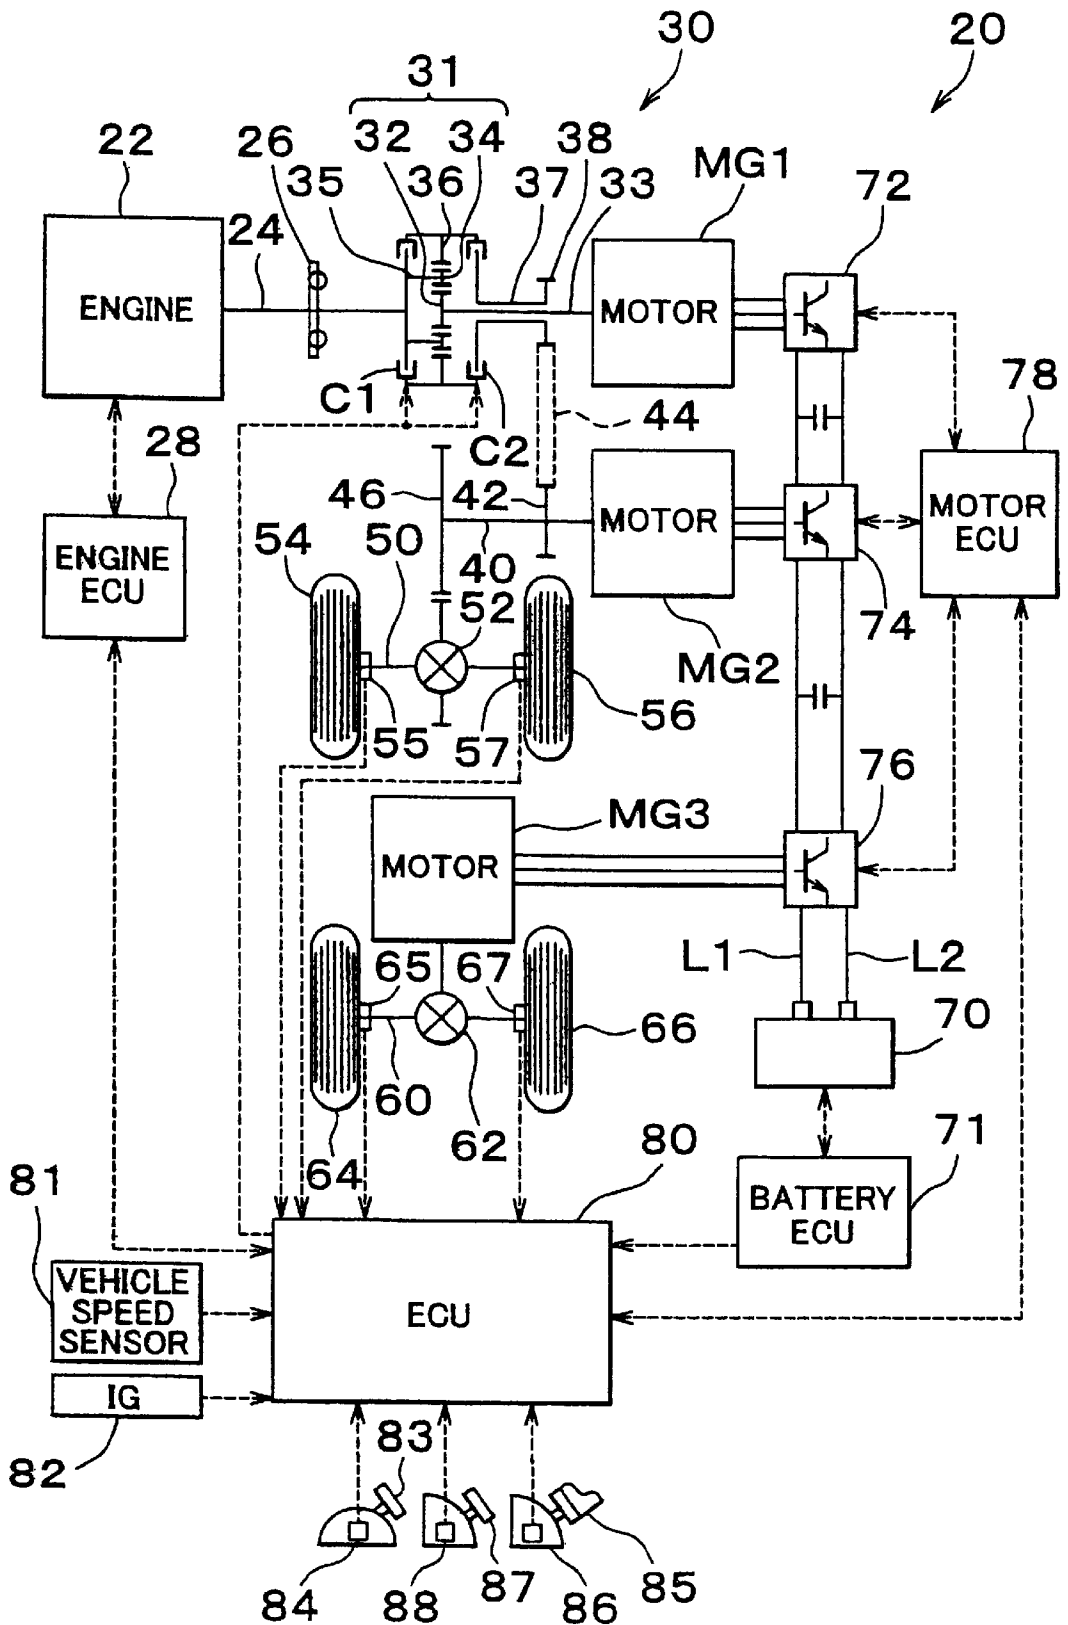 30
20
31
22
26
32
34
38
MG1
72
35
36
37
33
24
ENGINE
MOTOR
C1
78
44
28
C2
46
42
MOTOR
MOTOR
ECU
54
50
ENGINE
ECU
40
52
74
MG2
56
55
57
76
MG3
MOTOR
L1
L2
65
67
70
66
60
62
80
71
64
81
BATTERY
ECU
VEHICLE
SPEED
SENSOR
ECU
IG
83
82
84
88
87
86
85